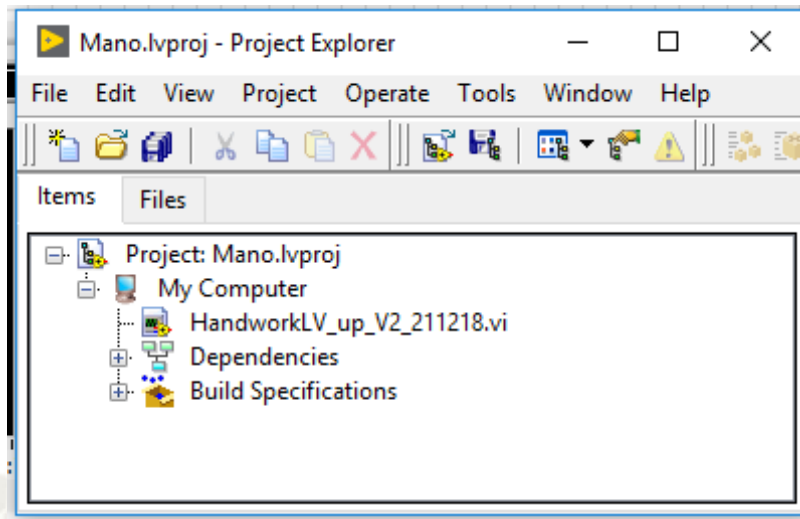 Mano.lvproj - Project Explorer
File Edit View Project Operate Tools Window Help
Items Files
Project: Mano.lvproj
My Computer
HandworkLV_up_V2_211218.vi
Dependencies
Build Specifications